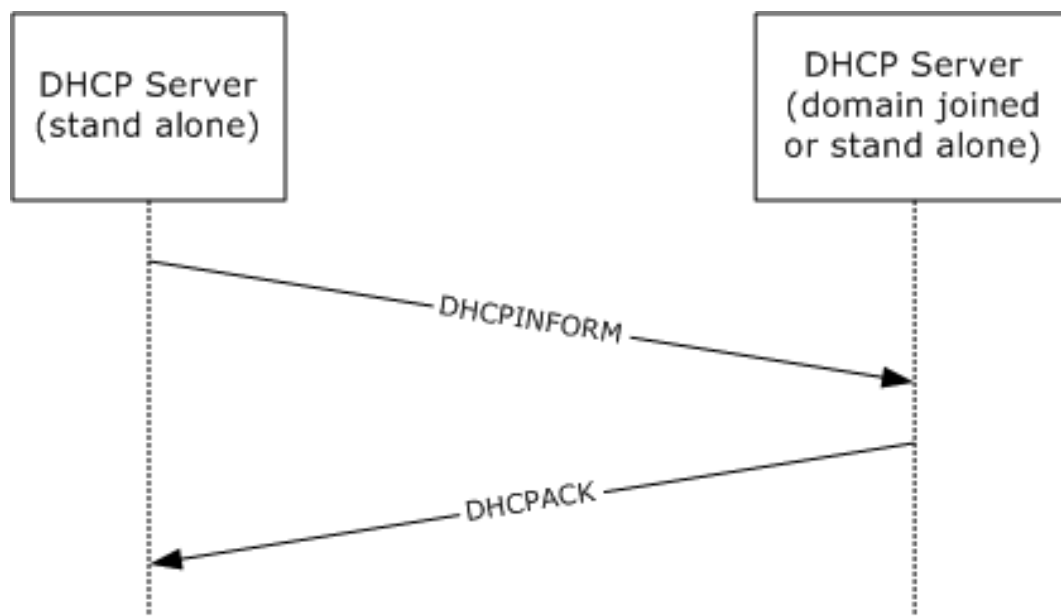 DHCP Server
(stand alone)
DHCP Server
(domain joined
or stand alone)
DHCPINFORM
DHCPACK